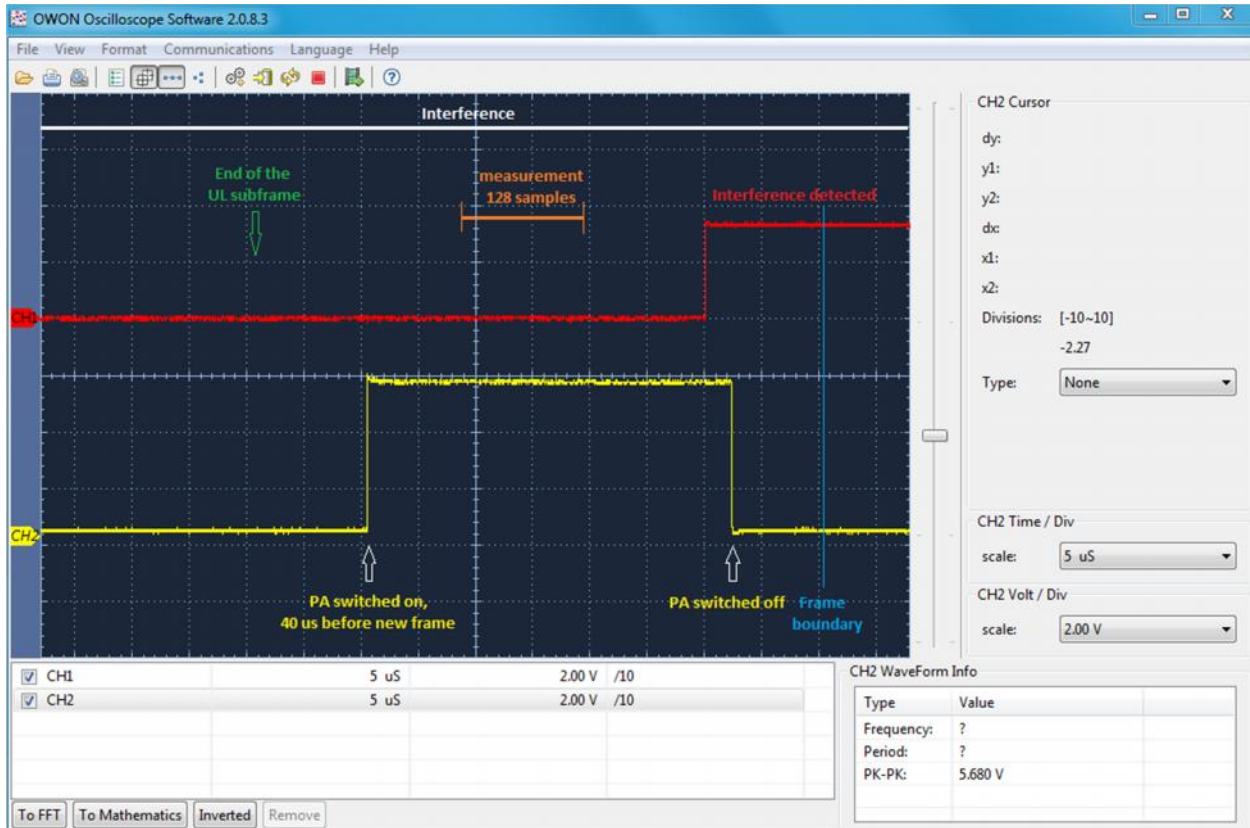 OWON Oscilloscope Software 2.0.8.3
File View Format Communications Language Help
Interference
End of the
UL subframe
measurement
128 samples
Interference detected
CH1
CH2
PA switched on,
40 us before new frame
PA switched off
Frame
boundary
CH2 Cursor
dy:
y1:
y2:
dx:
x1:
x2:
Divisions: [-10~10]
-2.27
Type: None
CH2 Time / Div
scale: 5 uS
CH2 Volt / Div
scale: 2.00 V
CH1 5 uS 2.00 V /10
CH2 5 uS 2.00 V /10
CH2 WaveForm Info
Type Value
Frequency: ?
Period: ?
PK-PK: 5.680 V
To FFT To Mathematics Inverted Remove